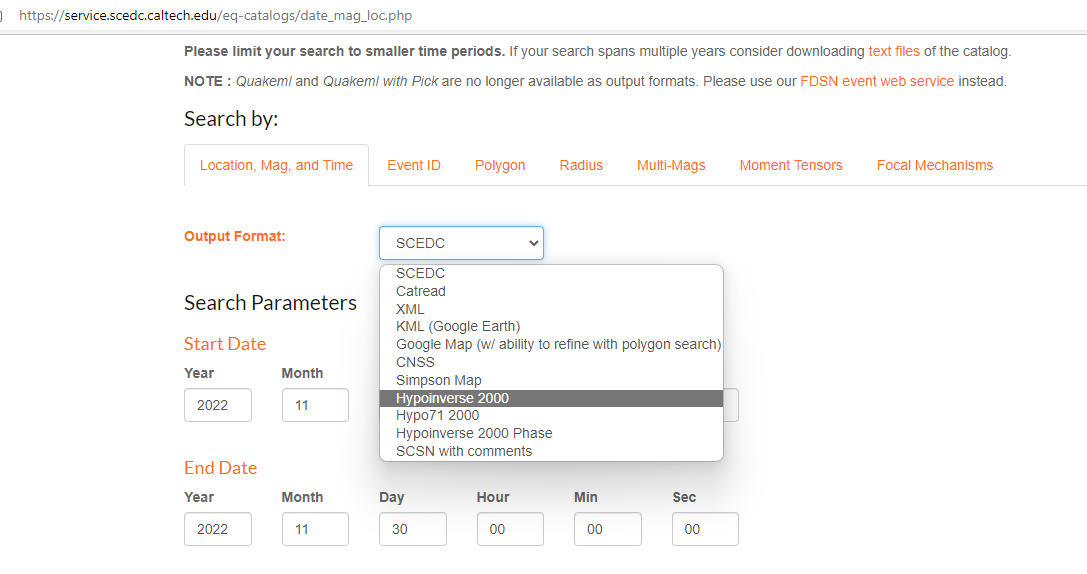 https://service.scedc.caltech.edu/eq-catalogs/date_mag_loc.php
Please limit your search to smaller time periods. If your search spans multiple years consider downloading text files of the catalog.
NOTE : Quakeml and Quakeml with Pick are no longer available as output formats. Please use our FDSN event web service instead.
Search by:
Location, Mag, and Time Event ID Polygon Radius Multi-Mags Moment Tensors Focal Mechanisms
Output Format: SCEDC
SCEDC
Catread
XML
KML (Google Earth)
Google Map (w/ ability to refine with polygon search)
CNSS
Simpson Map
Hypoinverse 2000
Hypo71 2000
Hypoinverse 2000 Phase
SCSN with comments
Search Parameters
Start Date
Year Month
2022 11
End Date
Year Month Day Hour Min Sec
2022 11 30 00 00 00